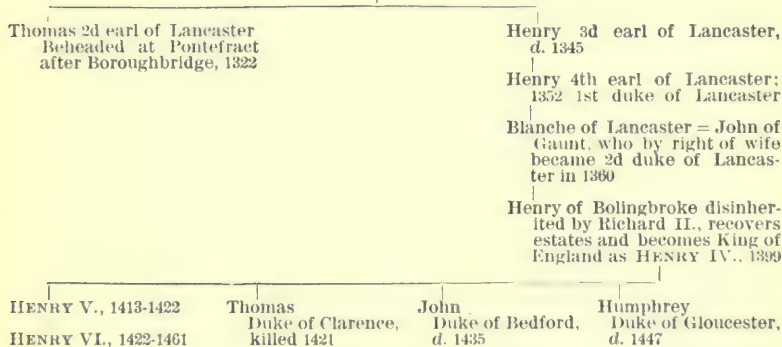 Thomas 2d earl of Lancaster
Beheaded at Pontefract
after Boroughbridge, 1322
Henry 3d earl of Lancaster,
d. 1345
Henry 4th earl of Lancaster;
1352 1st duke of Lancaster
Blanche of Lancaster = John of
Gaunt, who by right of wife
became 2d duke of Lancas-
ter in 1360
Henry of Bolingbroke disinher-
ited by Richard II., recovers
estates and becomes King of
England as HENRY IV., 1399
HENRY V., 1413-1422
HENRY VI., 1422-1461
Thomas
Duke of Clarence,
killed 1421
John
Duke of Bedford,
d. 1435
Humphrey
Duke of Gloucester,
d. 1447